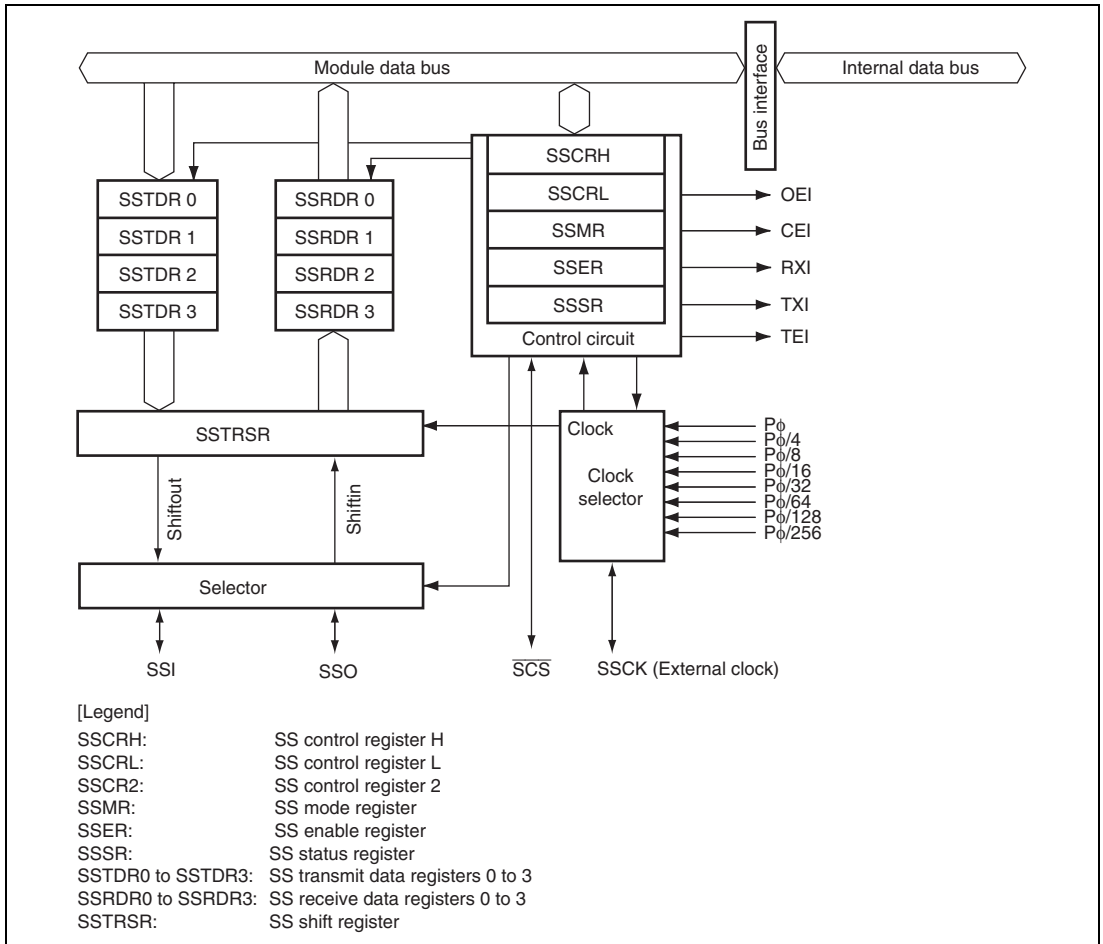 Module data bus
Bus interface
Internal data bus
SSTDR 0
SSTDR 1
SSTDR 2
SSTDR 3
SSRDR 0
SSRDR 1
SSRDR 2
SSRDR 3
SSCRH
SSCRL
SSMR
SSER
SSSR
Control circuit
OEI
CEI
RXI
TXI
TEI
SSTRSR
Clock
Clock
selector
Pϕ
Pϕ/4
Pϕ/8
Pϕ/16
Pϕ/32
Pϕ/64
Pϕ/128
Pϕ/256
Shiftout
Shiftin
Selector
SSI
SSO
SCS
SSCK (External clock)
[Legend]
SSCRH: SS control register H
SSCRL: SS control register L
SSCR2: SS control register 2
SSMR: SS mode register
SSER: SS enable register
SSSR: SS status register
SSTDR0 to SSTDR3: SS transmit data registers 0 to 3
SSRDR0 to SSRDR3: SS receive data registers 0 to 3
SSTRSR: SS shift register